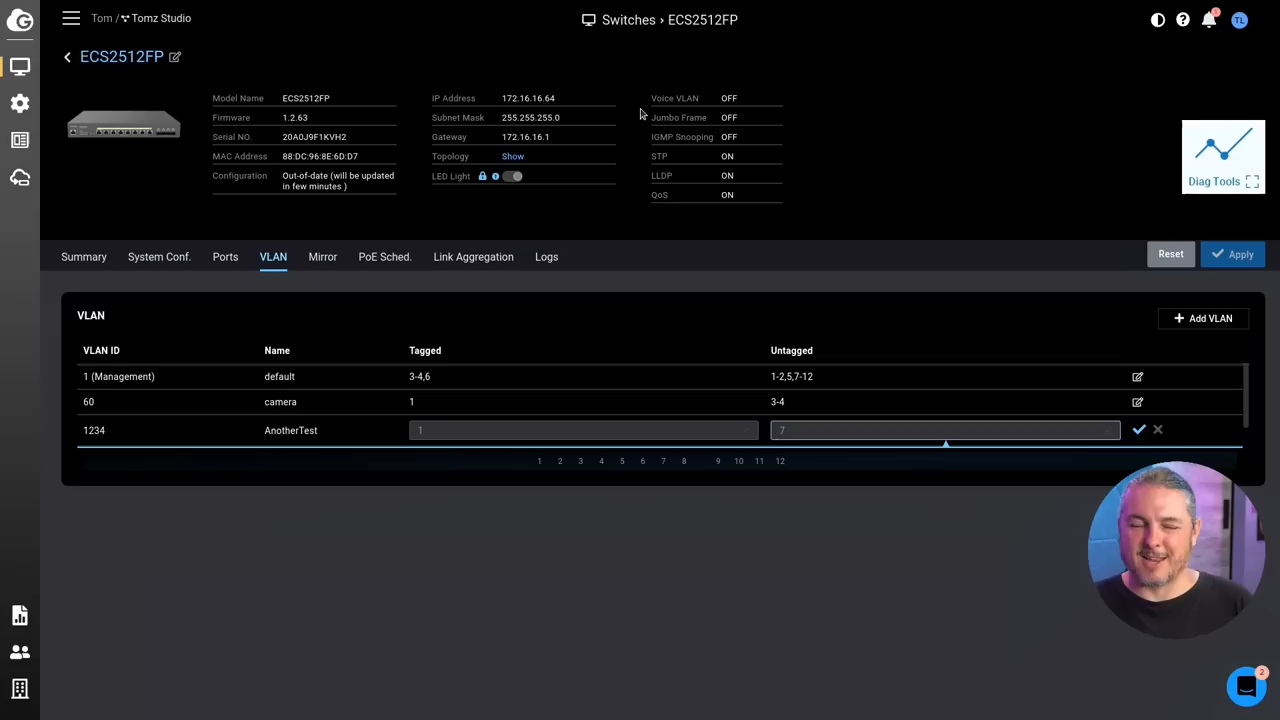 Tom / Tomz Studio
Switches › ECS2512FP
1
TL
ECS2512FP
Model Name ECS2512FP
Firmware 1.2.63
Serial NO. 20A0J9F1KVH2
MAC Address 88:DC:96:8E:6D:D7
Configuration Out-of-date (will be updated
in few minutes )
IP Address 172.16.16.64
Subnet Mask 255.255.255.0
Gateway 172.16.16.1
Topology Show
LED Light
Voice VLAN OFF
Jumbo Frame OFF
IGMP Snooping OFF
STP ON
LLDP ON
QoS ON
Diag Tools
Summary System Conf. Ports VLAN Mirror PoE Sched. Link Aggregation Logs
Reset Apply
VLAN
+ Add VLAN
VLAN ID Name Tagged Untagged
1 (Management) default 3-4,6 1-2,5,7-12
60 camera 1 3-4
1234 AnotherTest 1 7
1 2 3 4 5 6 7 8 9 10 11 12
2